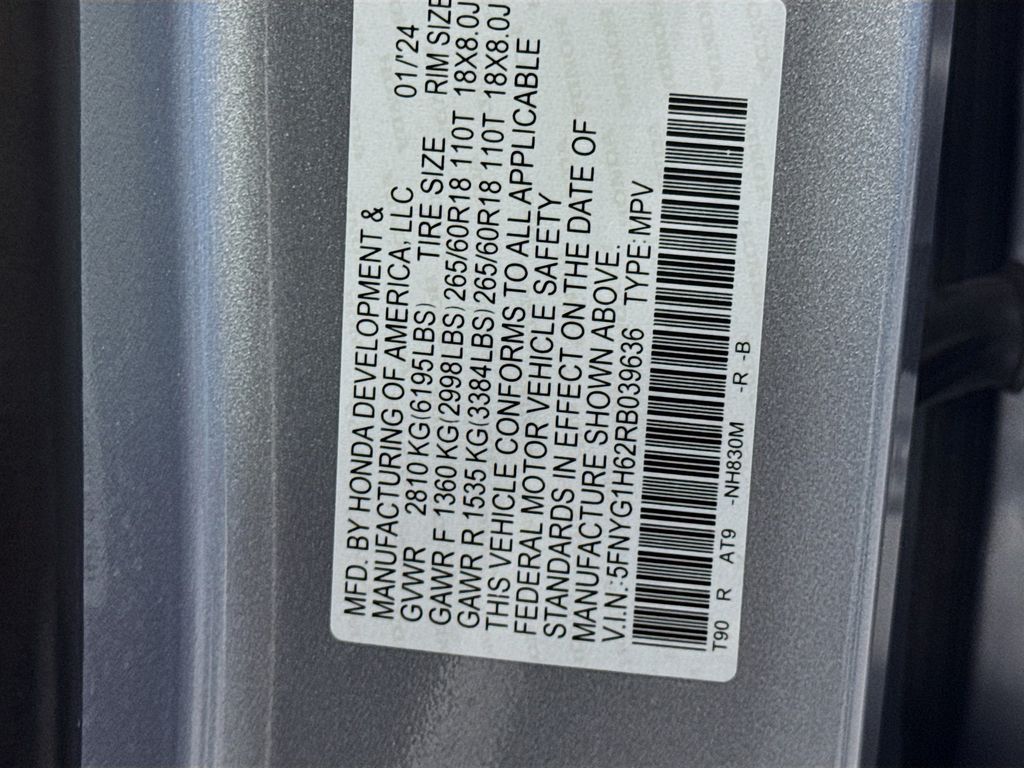 MFD. BY HONDA DEVELOPMENT &
MANUFACTURING OF AMERICA, LLC 01/'24
GVWR 2810 KG(6195LBS) TIRE SIZE RIM SIZE
GAWR F 1360 KG(2998LBS) 265/60R18 110T 18X8.0J
GAWR R 1535 KG(3384LBS) 265/60R18 110T 18X8.0J
THIS VEHICLE CONFORMS TO ALL APPLICABLE
FEDERAL MOTOR VEHICLE SAFETY
STANDARDS IN EFFECT ON THE DATE OF
MANUFACTURE SHOWN ABOVE.
V.I.N.:5FNYG1H62RB039636 TYPE: MPV
T90 R AT9 -NH830M -R -B